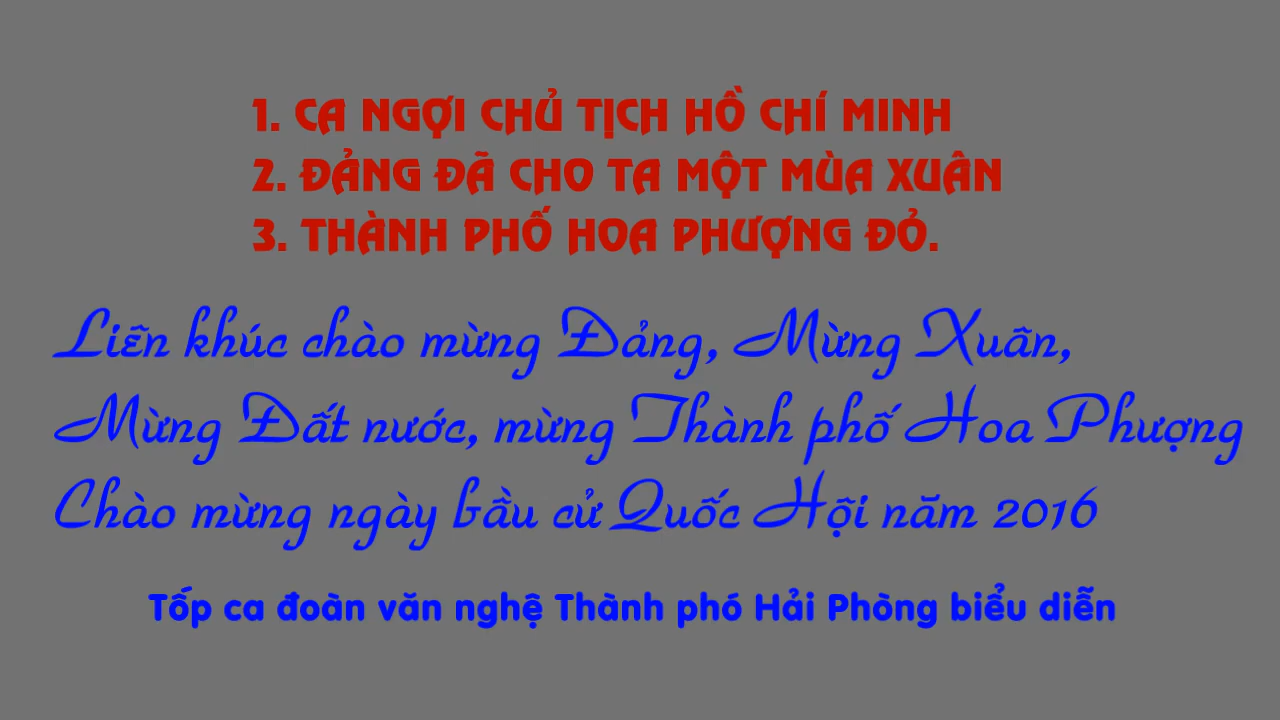 1. CA NGỢI CHỦ TỊCH HỒ CHÍ MINH
2. ĐẢNG ĐÃ CHO TA MỘT MÙA XUÂN
3. THÀNH PHỐ HOA PHƯỢNG ĐỎ.
Liên khúc chào mừng Đảng, Mừng Xuân,
Mừng Đất nước, mừng Thành phố Hoa Phượng
Chào mừng ngày bầu cử Quốc Hội năm 2016
Tốp ca đoàn văn nghệ Thành phó Hải Phòng biểu diễn